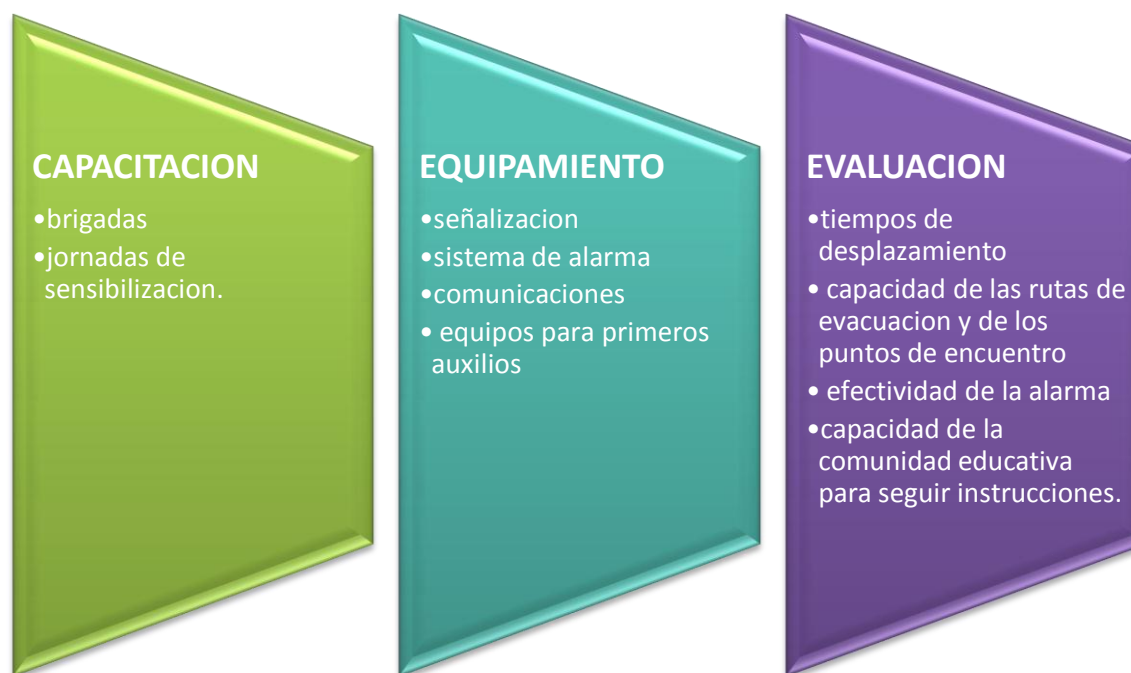 CAPACITACION
•brigadas
•jornadas de
sensibilizacion.
EQUIPAMIENTO
•señalizacion
•sistema de alarma
•comunicaciones
• equipos para primeros
auxilios
EVALUACION
•tiempos de
desplazamiento
• capacidad de las rutas de
evacuacion y de los
puntos de encuentro
• efectividad de la alarma
•capacidad de la
comunidad educativa
para seguir instrucciones.